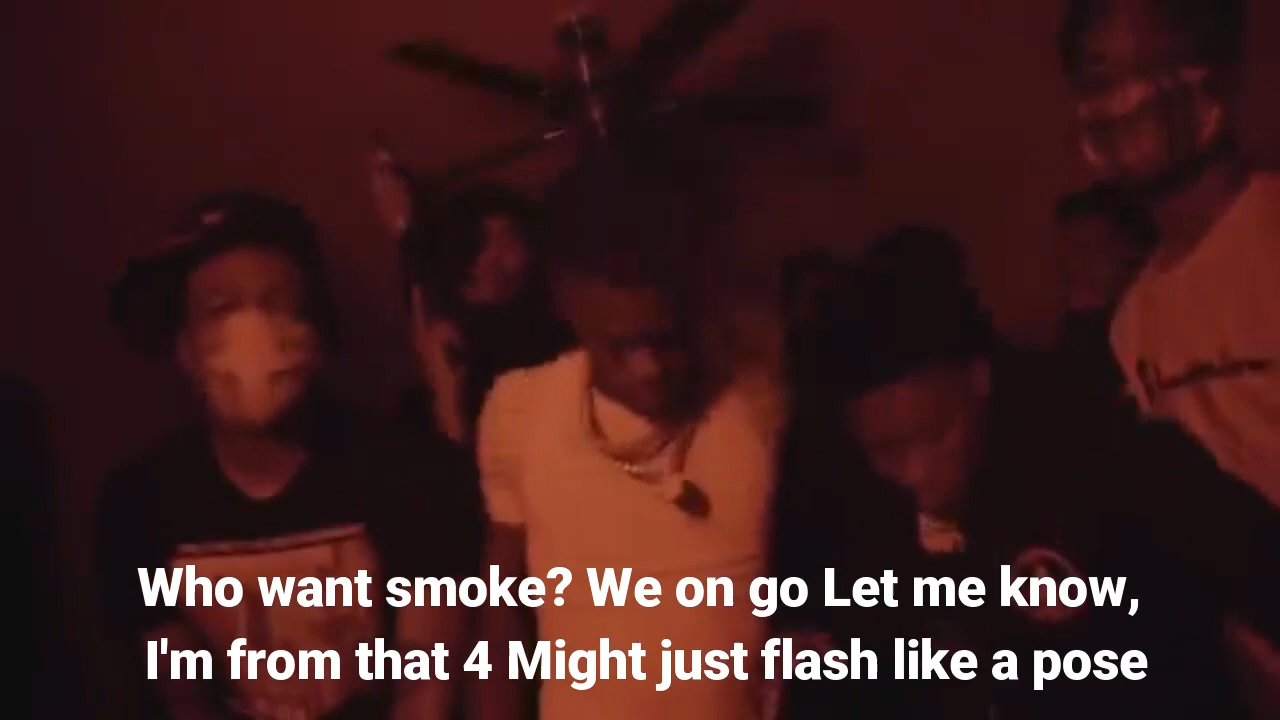 Who want smoke? We on go Let me know,
I'm from that 4 Might just flash like a pose